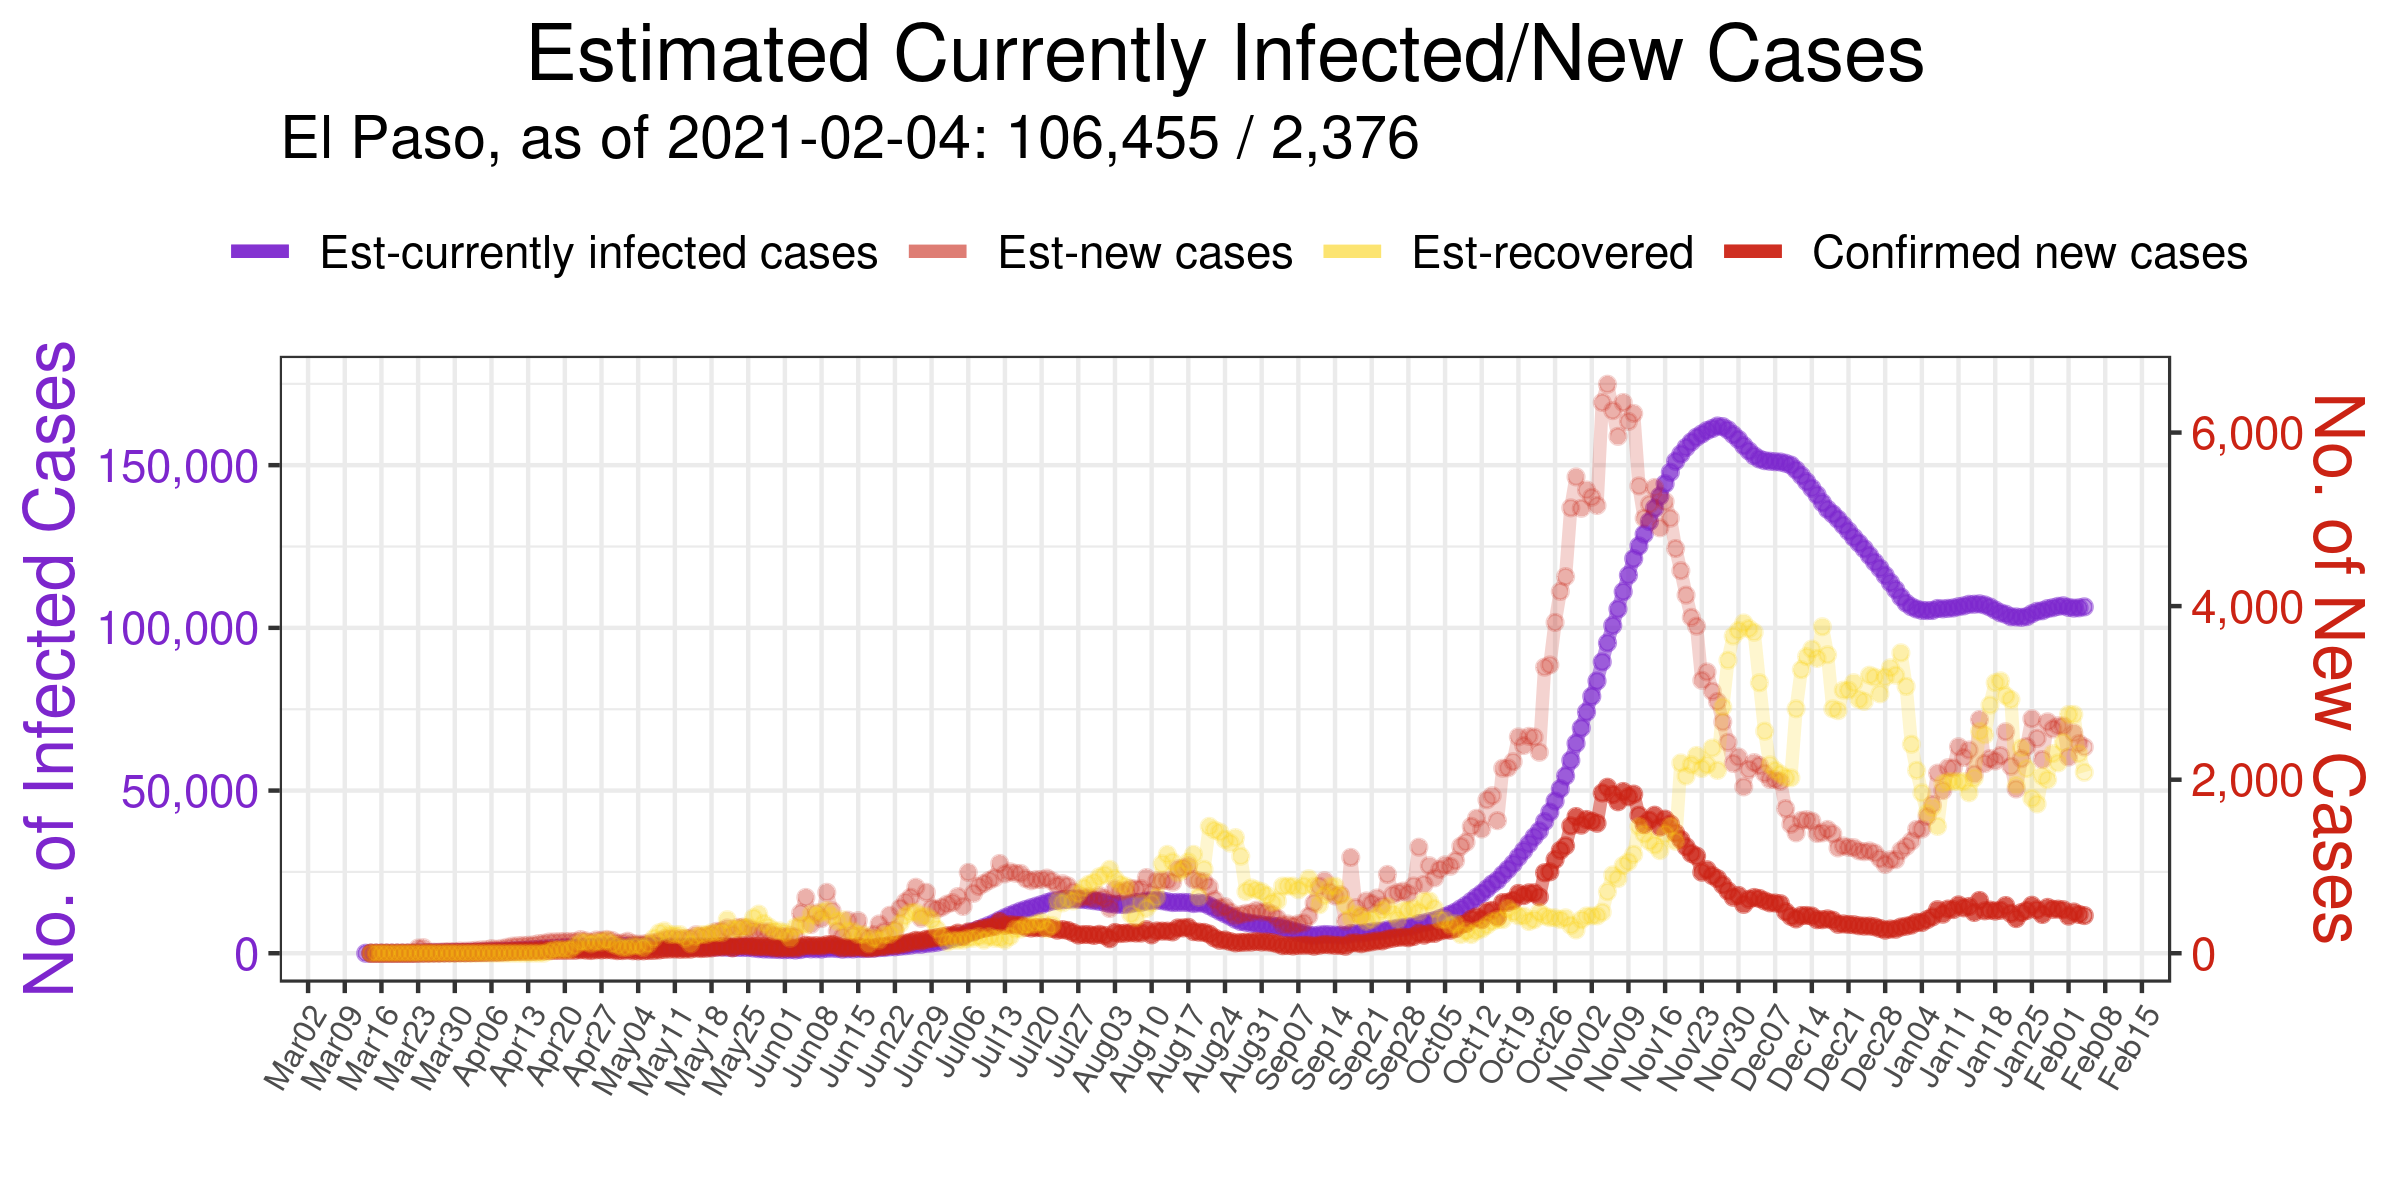 Estimated Currently Infected/New Cases
El Paso, as of 2021-02-04: 106,455 / 2,376
Est-currently infected cases Est-new cases Est-recovered Confirmed new cases
No. of Infected Cases
150,000
100,000
50,000
0
6,000
4,000
2,000
0
No. of New Cases
Mar02 Mar09 Mar16 Mar23 Mar30 Apr06 Apr13 Apr20 Apr27 May04 May11 May18 May25 Jun01 Jun08 Jun15 Jun22 Jun29 Jul06 Jul13 Jul20 Jul27 Aug03 Aug10 Aug17 Aug24 Aug31 Sep07 Sep14 Sep21 Sep28 Oct05 Oct12 Oct19 Oct26 Nov02 Nov09 Nov16 Nov23 Nov30 Dec07 Dec14 Dec21 Dec28 Jan04 Jan11 Jan18 Jan25 Feb01 Feb08 Feb15